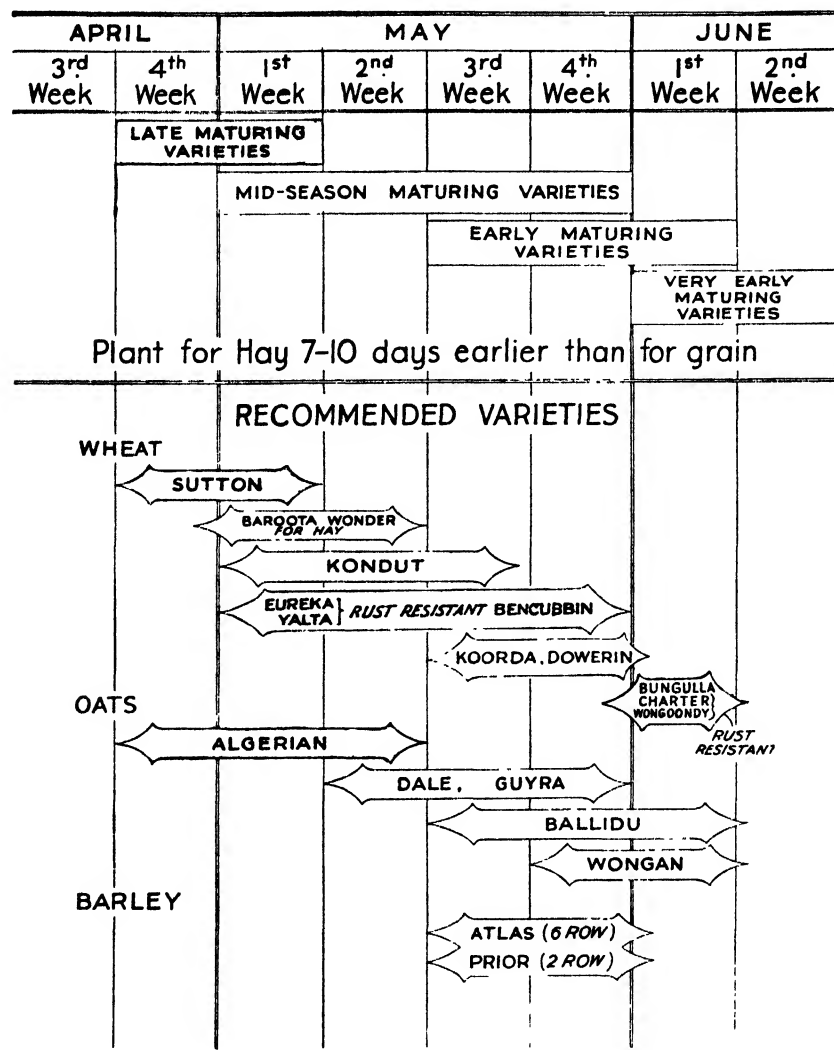 APRIL MAY JUNE
3rd 4th 1st 2nd 3rd 4th 1st 2nd
Week Week Week Week Week Week Week Week
LATE MATURING
VARIETIES
MID-SEASON MATURING VARIETIES
EARLY MATURING
VARIETIES
VERY EARLY
MATURING
VARIETIES
Plant for Hay 7-10 days earlier than for grain
RECOMMENDED VARIETIES
WHEAT
SUTTON
BAROOTA WONDER
FOR HAY
KONDUT
EUREKA
YALTA } RUST RESISTANT BENCUBBIN
KOORDA, DOWERIN
BUNGULLA
CHARTER
WONGOONDY }
RUST
RESISTANT
OATS
ALGERIAN
DALE, GUYRA
BALLIDU
WONGAN
BARLEY
ATLAS (6 ROW)
PRIOR (2 ROW)